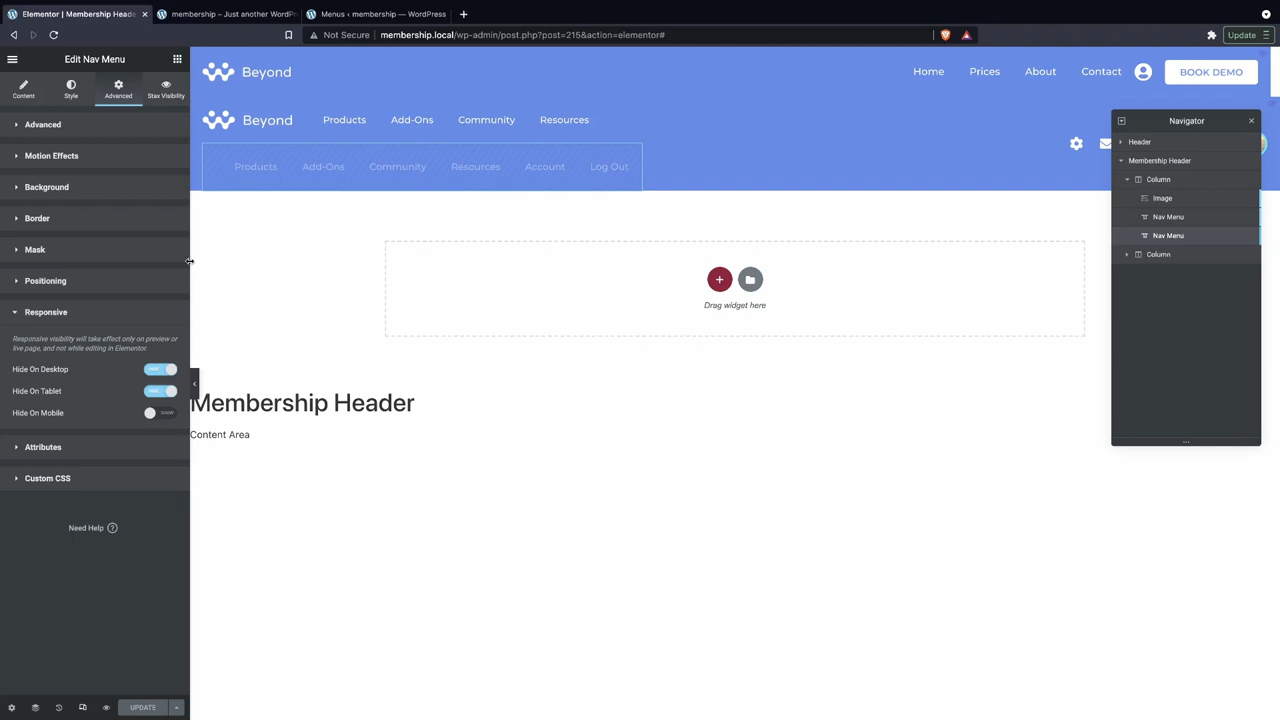 Elementor | Membership Heade
membership – Just another WordPr
Menus ‹ membership — WordPress
Not Secure membership.local/wp-admin/post.php?post=215&action=elementor#
Update
Edit Nav Menu
Content Style Advanced Stax Visibility
Advanced
Motion Effects
Background
Border
Mask
Positioning
Responsive
Responsive visibility will take effect only on preview or
live page, and not while editing in Elementor.
Hide On Desktop HIDE
Hide On Tablet HIDE
Hide On Mobile SHOW
Attributes
Custom CSS
Need Help ?
UPDATE
Beyond
Home Prices About Contact BOOK DEMO
Beyond Products Add-Ons Community Resources
Products Add-Ons Community Resources Account Log Out
Drag widget here
Membership Header
Content Area
Navigator
Header
Membership Header
Column
Image
Nav Menu
Nav Menu
Column